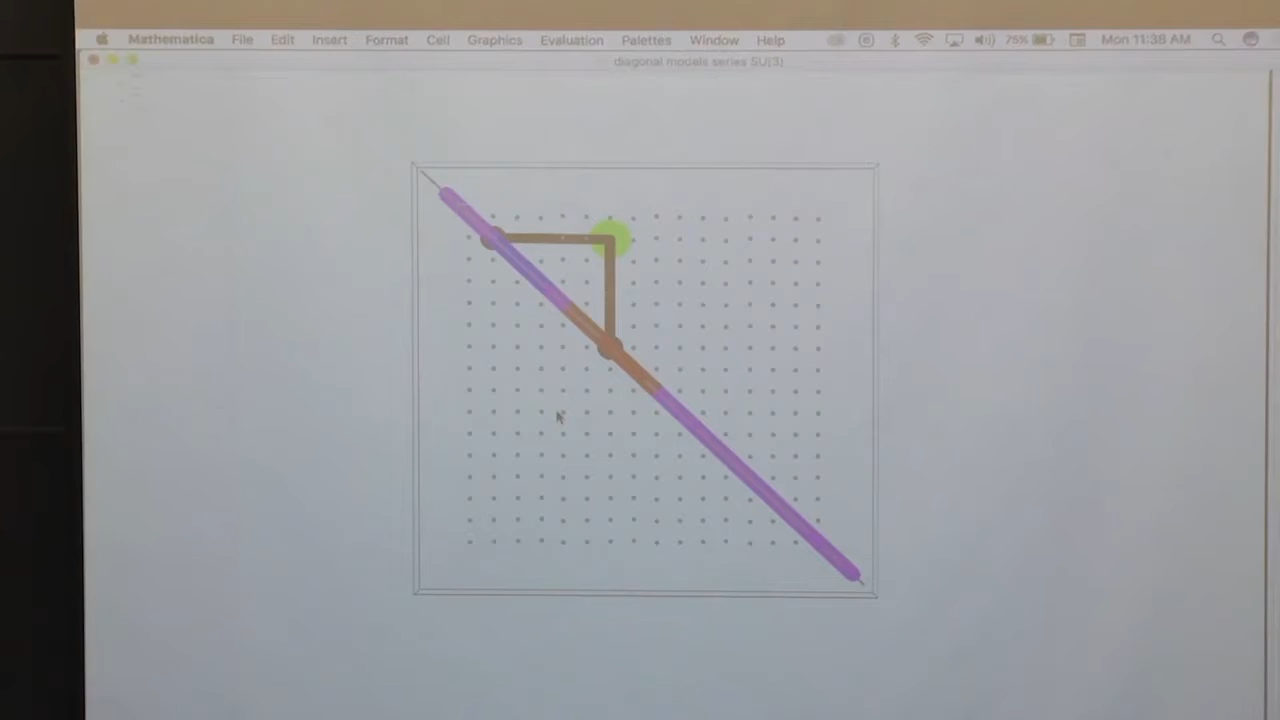 Mathematica File Edit Insert Format Cell Graphics Evaluation Palettes Window Help 75% Mon 11:38 AM
diagonal models series SU(3)